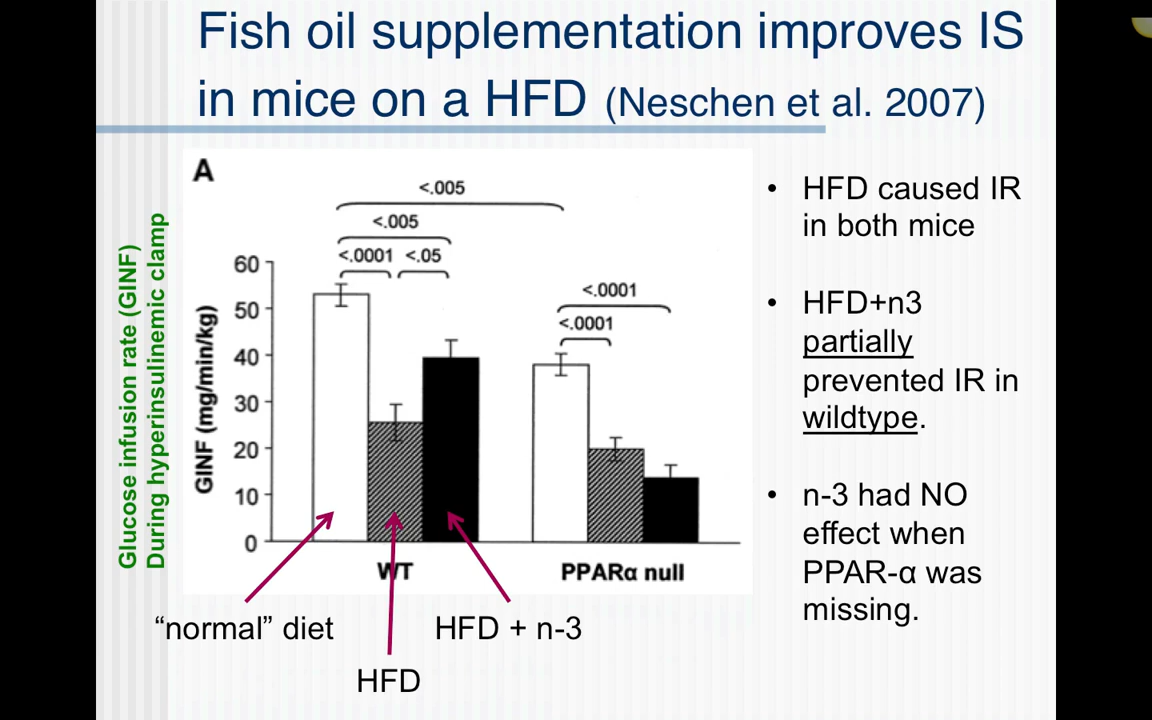 Fish oil supplementation improves IS
in mice on a HFD (Neschen et al. 2007)
Glucose infusion rate (GINF)
During hyperinsulinemic clamp
A
<.005
<.005
<.0001 <.05
<.0001
<.0001
GINF (mg/min/kg)
60
50
40
30
20
10
0
WT
PPARα null
"normal" diet
HFD + n-3
HFD
• HFD caused IR
in both mice
• HFD+n3
partially
prevented IR in
wildtype.
• n-3 had NO
effect when
PPAR-α was
missing.